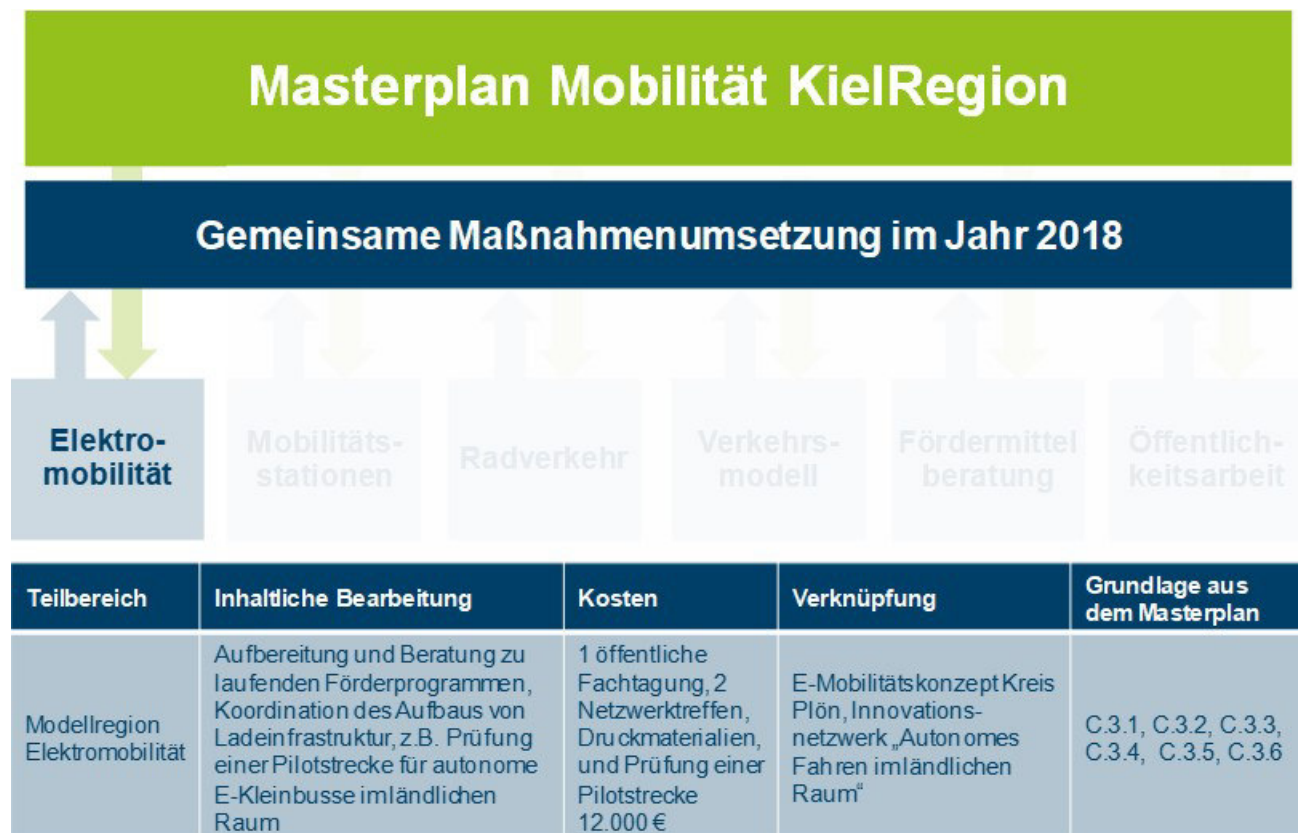 Masterplan Mobilität KielRegion
Gemeinsame Maßnahmenumsetzung im Jahr 2018
Elektro-
mobilität
Mobilitäts-
stationen
Radverkehr
Verkehrs-
modell
Fördermittel
beratung
Öffentlich-
keitsarbeit
Teilbereich
Inhaltliche Bearbeitung
Kosten
Verknüpfung
Grundlage aus
dem Masterplan
Modellregion
Elektromobilität
Aufbereitung und Beratung zu
laufenden Förderprogrammen,
Koordination des Aufbaus von
Ladeinfrastruktur, z.B. Prüfung
einer Pilotstrecke für autonome
E-Kleinbusse im ländlichen
Raum
1 öffentliche
Fachtagung, 2
Netzwerktreffen,
Druckmaterialien,
und Prüfung einer
Pilotstrecke
12.000 €
E-Mobilitätskonzept Kreis
Plön, Innovations-
netzwerk „Autonomes
Fahren im ländlichen
Raum“
C.3.1, C.3.2, C.3.3,
C.3.4, C.3.5, C.3.6